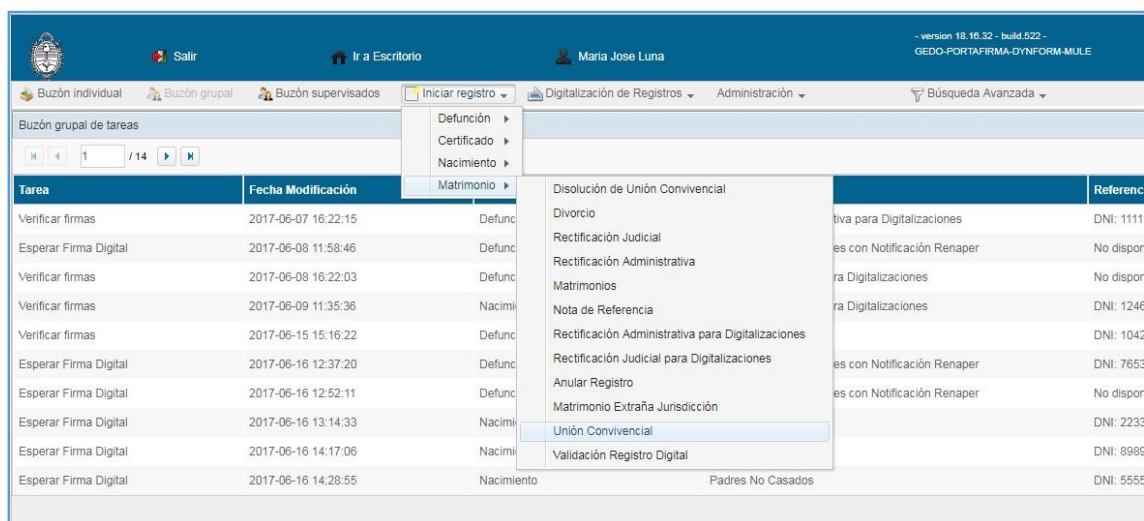 - version 18.16.32 - build.522 -
Salir Ir a Escritorio Maria Jose Luna GEDO-PORTAFIRMA-DYNFORM-MULE
Buzón individual Buzón grupal Buzón supervisados Iniciar registro Digitalización de Registros Administración Búsqueda Avanzada
Buzón grupal de tareas
1 / 14
Defunción
Certificado
Nacimiento
Matrimonio
Disolución de Unión Convivencial
Divorcio
Rectificación Judicial
Rectificación Administrativa
Matrimonios
Nota de Referencia
Rectificación Administrativa para Digitalizaciones
Rectificación Judicial para Digitalizaciones
Anular Registro
Matrimonio Extraña Jurisdicción
Unión Convivencial
Validación Registro Digital
Tarea Fecha Modificación Referenc
Verificar firmas 2017-06-07 16:22:15 Defunc tiva para Digitalizaciones DNI: 1111
Esperar Firma Digital 2017-06-08 11:58:46 Defunc es con Notificación Renaper No dispor
Verificar firmas 2017-06-08 16:22:03 Defunc ra Digitalizaciones No dispor
Verificar firmas 2017-06-09 11:35:36 Nacimi ra Digitalizaciones DNI: 1246
Verificar firmas 2017-06-15 15:16:22 Defunc DNI: 1042
Esperar Firma Digital 2017-06-16 12:37:20 Defunc es con Notificación Renaper DNI: 7653
Esperar Firma Digital 2017-06-16 12:52:11 Defunc es con Notificación Renaper No dispor
Esperar Firma Digital 2017-06-16 13:14:33 Nacimi DNI: 2233
Esperar Firma Digital 2017-06-16 14:17:06 Nacimi DNI: 8989
Esperar Firma Digital 2017-06-16 14:28:55 Nacimiento Padres No Casados DNI: 5555